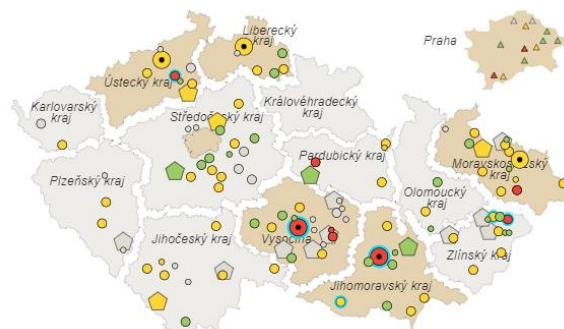 Liberecký
kraj
Praha
Ústecký kraj
Karlovarský
kraj
Středočeský kraj
Královéhradecký
kraj
Plzeňský kraj
Pardubický kraj
Moravskoslezský
kraj
Olomoucký
kraj
Jihočeský kraj
Vysočina
Zlínský kraj
Jihomoravský kraj